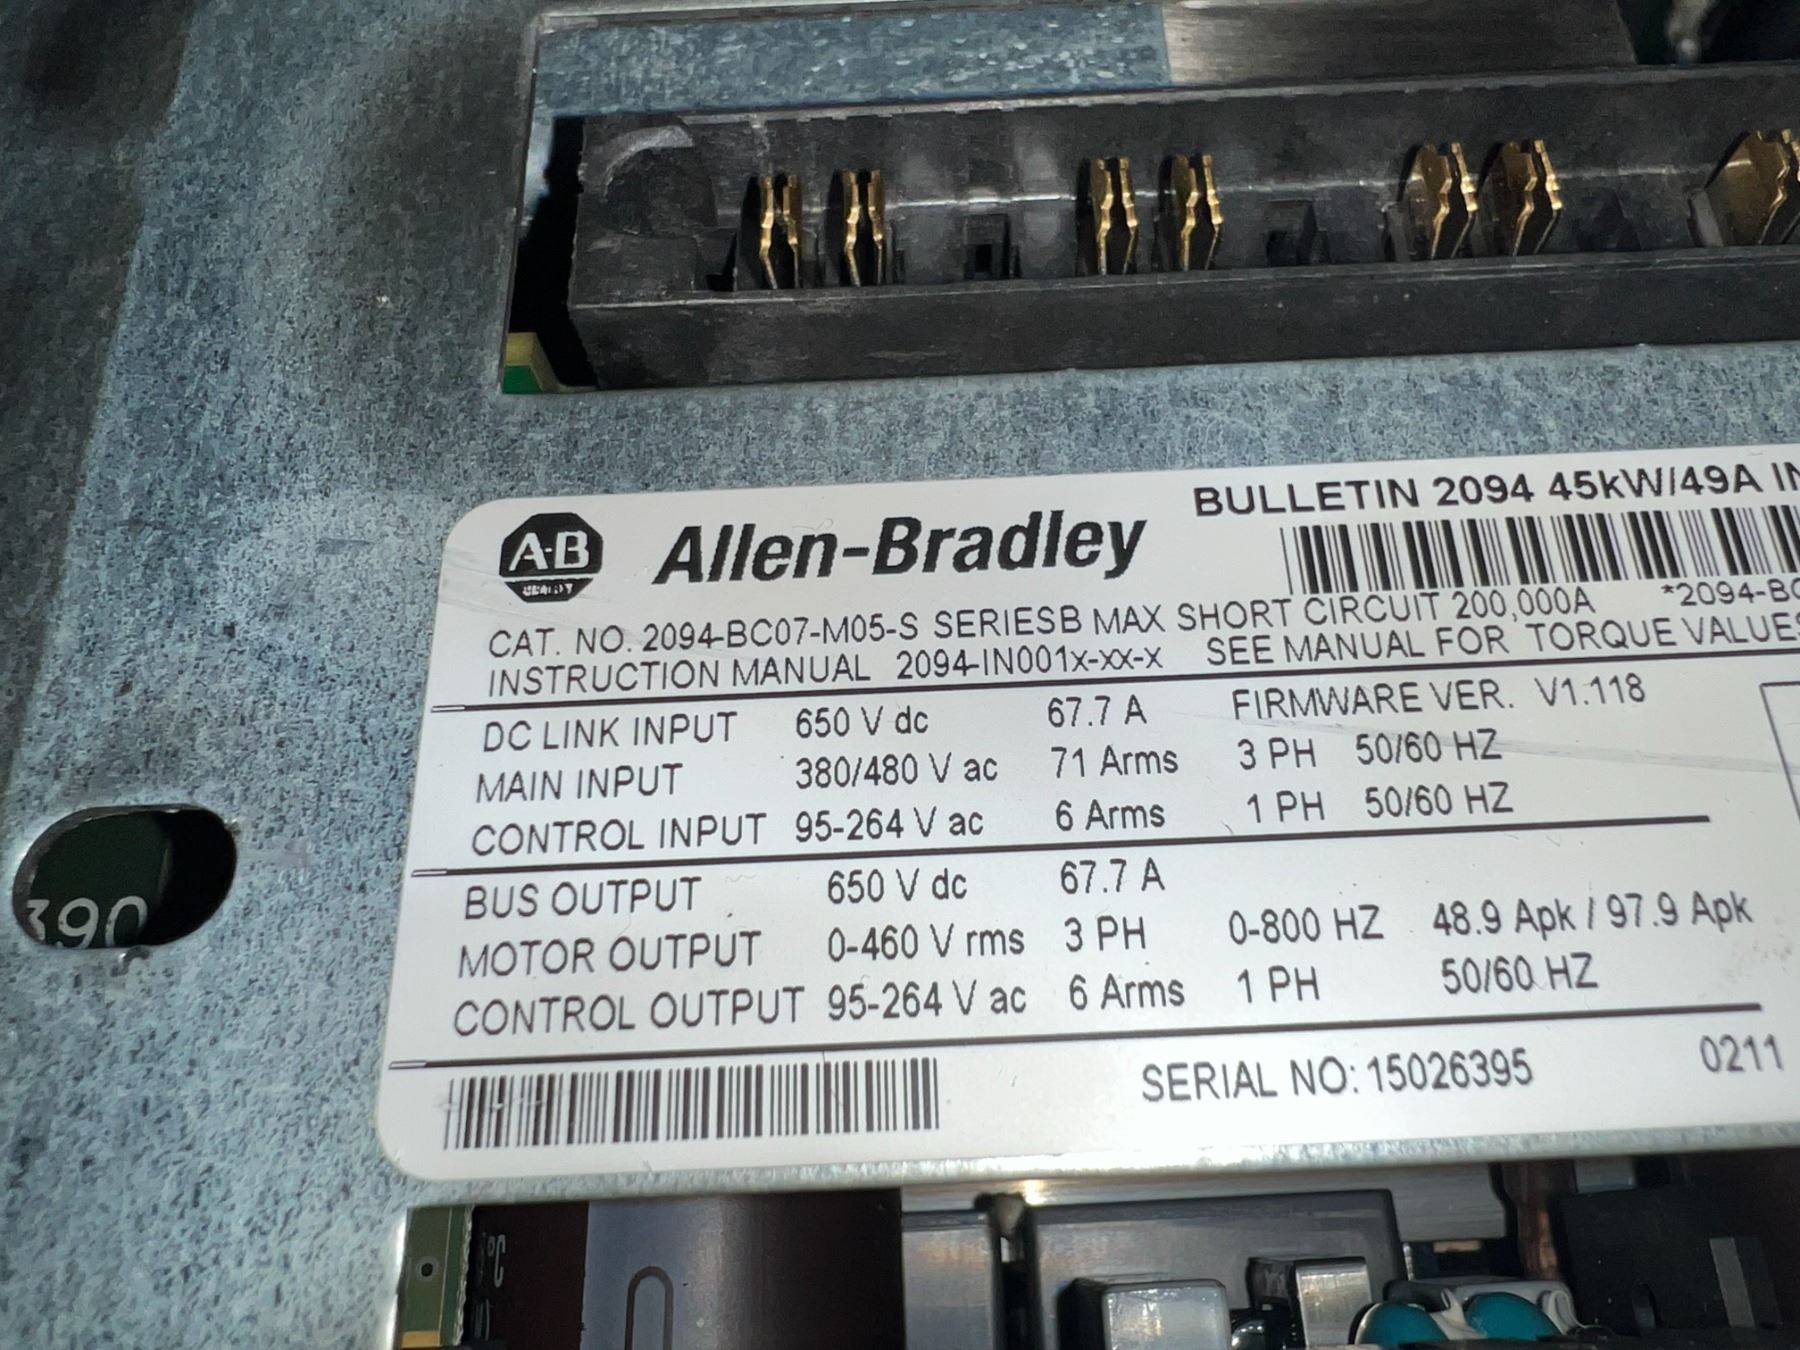 BULLETIN 2094 45kW/49A IN
A-B
Allen-Bradley
CAT. NO. 2094-BC07-M05-S SERIESB MAX SHORT CIRCUIT 200,000A *2094-BC
INSTRUCTION MANUAL 2094-IN001x-xx-x SEE MANUAL FOR TORQUE VALUES
DC LINK INPUT 650 V dc 67.7 A FIRMWARE VER. V1.118
MAIN INPUT 380/480 V ac 71 Arms 3 PH 50/60 HZ
CONTROL INPUT 95-264 V ac 6 Arms 1 PH 50/60 HZ
BUS OUTPUT 650 V dc 67.7 A
MOTOR OUTPUT 0-460 V rms 3 PH 0-800 HZ 48.9 Apk / 97.9 Apk
CONTROL OUTPUT 95-264 V ac 6 Arms 1 PH 50/60 HZ
SERIAL NO: 15026395 0211
390
°C